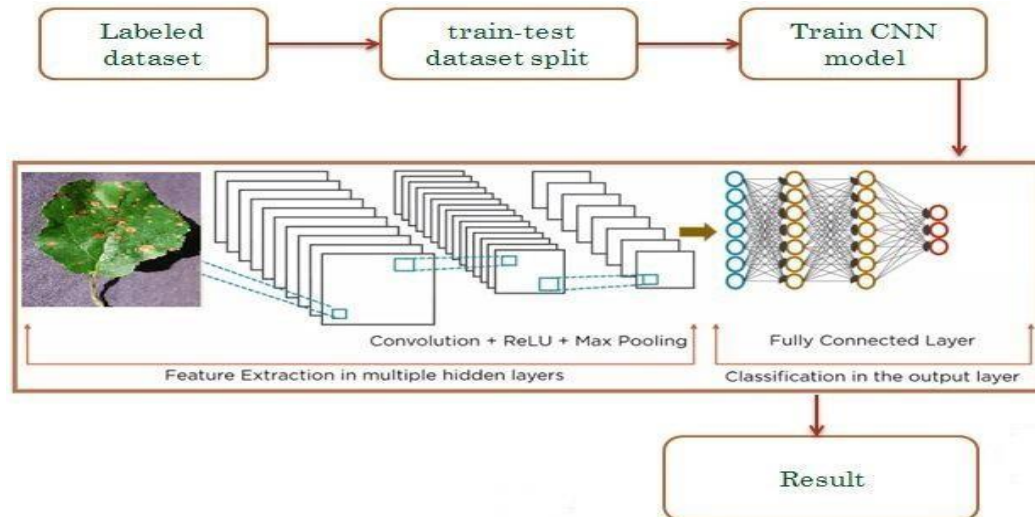 Labeled
dataset
train-test
dataset split
Train CNN
model
Convolution + ReLU + Max Pooling
Fully Connected Layer
Feature Extraction in multiple hidden layers
Classification in the output layer
Result